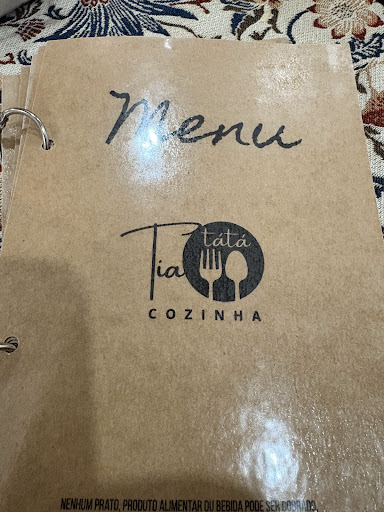 Menu
tátá
Tia
COZINHA
NENHUM PRATO, PRODUTO ALIMENTAR OU BEBIDA PODE SER COBRADO,